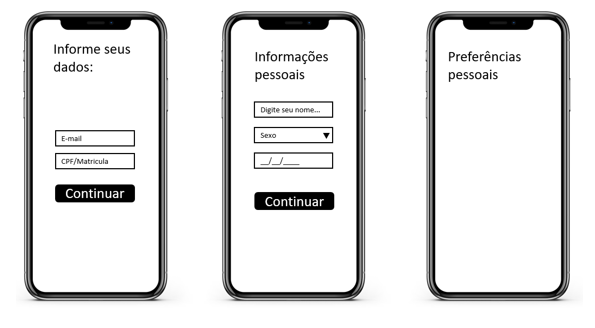 Informe seus
dados:
E-mail
CPF/Matricula
Continuar
Informações
pessoais
Digite seu nome...
Sexo
__/__/____
Continuar
Preferências
pessoais